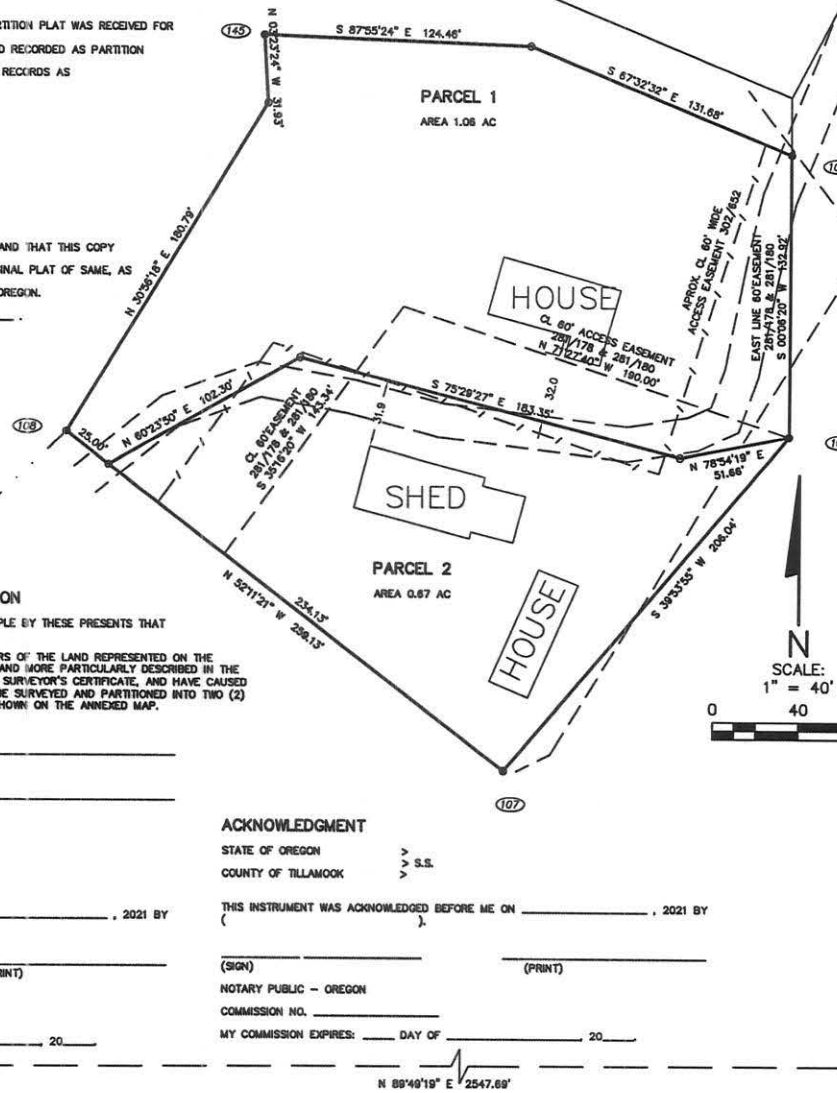 RTITION PLAT WAS RECEIVED FOR
D RECORDED AS PARTITION
RECORDS AS
AND THAT THIS COPY
INAL PLAT OF SAME, AS
OREGON.
145
N 03°23'24" W 31.93'
S 87°55'24" E 124.46'
S 67°32'32" E 131.68'
PARCEL 1
AREA 1.06 AC
N 30°56'18" E 180.79'
HOUSE
CL 60' ACCESS EASEMENT
281/178 & 281/180
N 71°27'40" W 190.00'
APROX. CL 60' WIDE
ACCESS EASEMENT 302/652
EAST LINE 60'EASEMENT
281/178 & 281/180
S 00°06'20" W 132.92'
108
25.00'
N 60°23'50" E 102.30'
CL 60'EASEMENT
281/178 & 281/180
S 35°16'20" W 143.34'
S 75°29'27" E 183.35'
31.9
32.0
N 78°54'19" E
51.66'
SHED
PARCEL 2
AREA 0.67 AC
HOUSE
234.13'
N 52°11'21" W 259.13'
S 39°53'55" W 206.04'
107
N
SCALE:
1" = 40'
0 40
ON
PLE BY THESE PRESENTS THAT
RS OF THE LAND REPRESENTED ON THE
AND MORE PARTICULARLY DESCRIBED IN THE
SURVEYOR'S CERTIFICATE, AND HAVE CAUSED
E SURVEYED AND PARTITIONED INTO TWO (2)
SHOWN ON THE ANNEXED MAP.
, 2021 BY
RINT)
, 20
ACKNOWLEDGMENT
STATE OF OREGON >
> S.S.
COUNTY OF TILLAMOOK >
THIS INSTRUMENT WAS ACKNOWLEDGED BEFORE ME ON , 2021 BY
( ).
(SIGN) (PRINT)
NOTARY PUBLIC – OREGON
COMMISSION NO.
MY COMMISSION EXPIRES: DAY OF 20
N 89°49'19" E 2547.69'